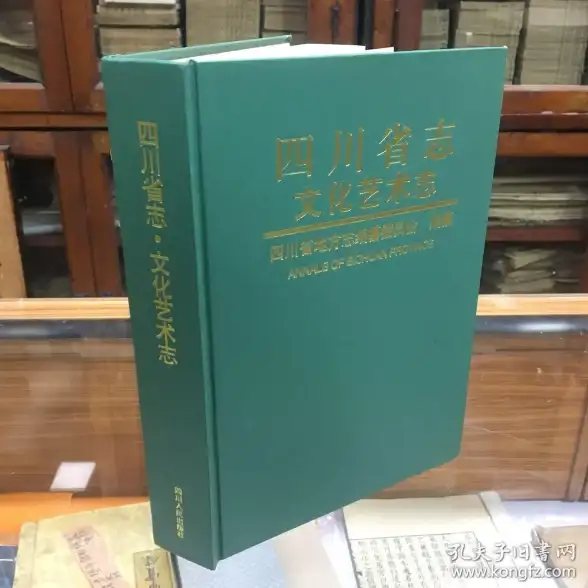 四川省志·文化艺术志
四川人民出版社
四川省志
文化艺术志
四川省地方志编纂委员会 编纂
ANNALS OF SICHUAN PROVINCE
孔夫子旧书网
www.kongfz.com